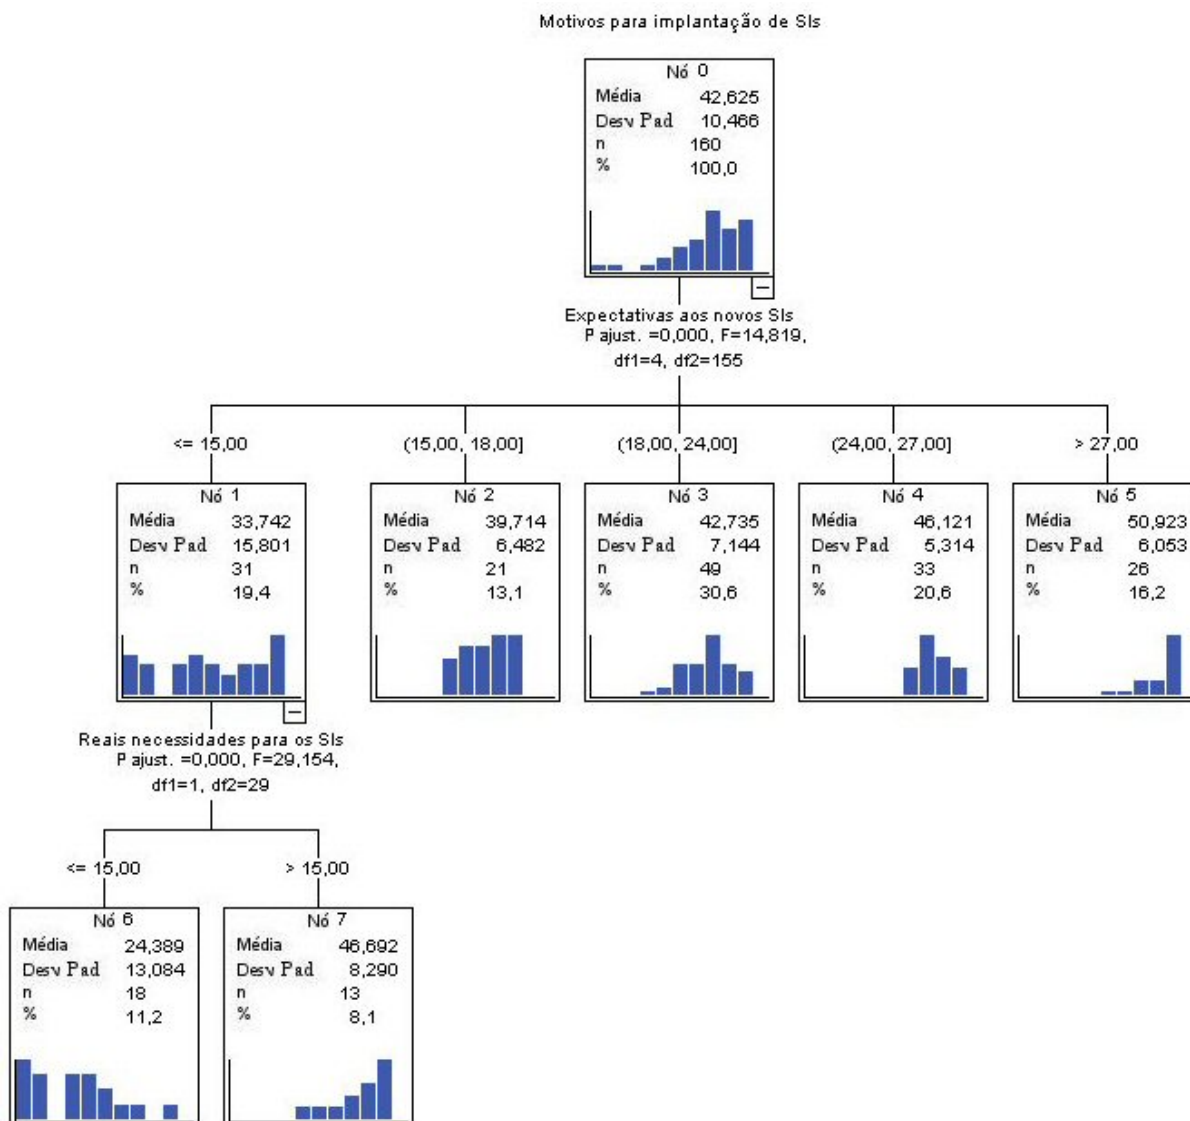 Motivos para implantação de SIs
Nó 0
Média 42,625
Desv Pad 10,466
n 160
% 100,0
Expectativas aos novos SIs
P ajust. =0,000, F=14,819,
df1=4, df2=155
<= 15,00
(15,00, 18,00]
(18,00, 24,00]
(24,00, 27,00]
> 27,00
Nó 1
Média 33,742
Desv Pad 15,801
n 31
% 19,4
Nó 2
Média 39,714
Desv Pad 6,482
n 21
% 13,1
Nó 3
Média 42,735
Desv Pad 7,144
n 49
% 30,6
Nó 4
Média 46,121
Desv Pad 5,314
n 33
% 20,6
Nó 5
Média 50,923
Desv Pad 6,053
n 26
% 16,2
Reais necessidades para os SIs
P ajust. =0,000, F=29,154,
df1=1, df2=29
<= 15,00
> 15,00
Nó 6
Média 24,389
Desv Pad 13,084
n 18
% 11,2
Nó 7
Média 46,692
Desv Pad 8,290
n 13
% 8,1